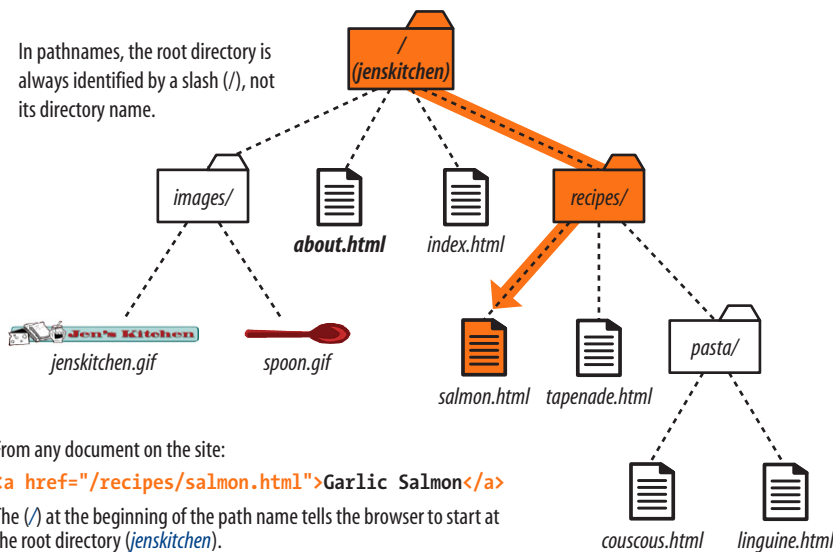 In pathnames, the root directory is
always identified by a slash (/), not
its directory name.
/
(jenskitchen)
images/
about.html
index.html
recipes/
Jen's Kitchen
jenskitchen.gif
spoon.gif
salmon.html
tapenade.html
pasta/
From any document on the site:
<a href="/recipes/salmon.html">Garlic Salmon</a>
The (/) at the beginning of the path name tells the browser to start at
the root directory (jenskitchen).
couscous.html
linguine.html